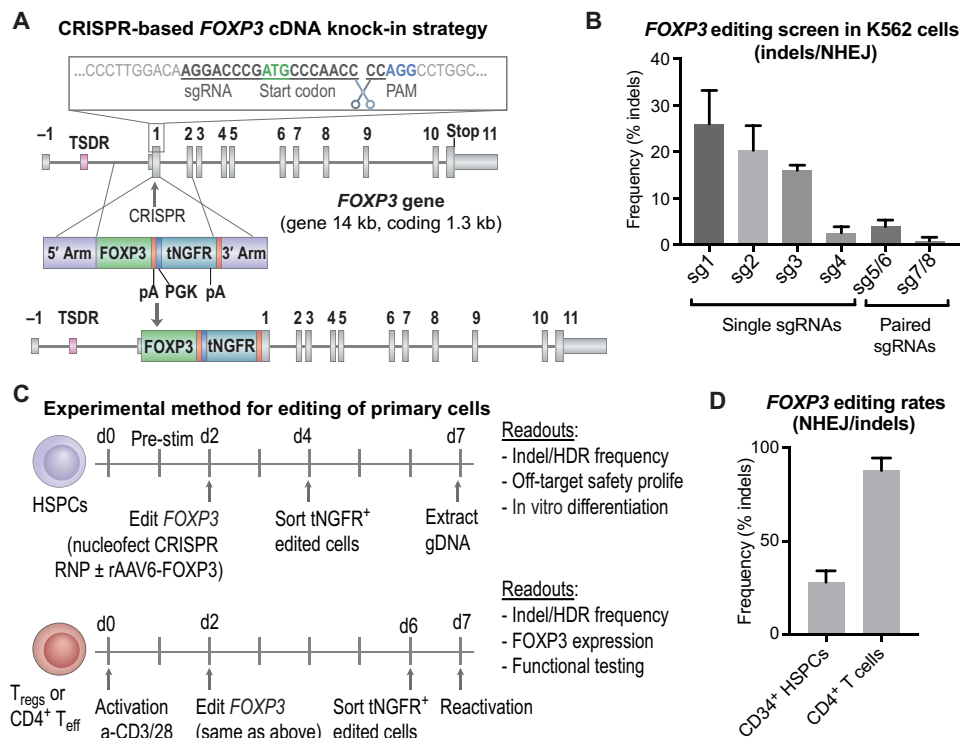 A
CRISPR-based FOXP3 cDNA knock-in strategy
...CCCTTGGACAAGGACCCGATGCCCAACC CCAGGCCTGGC...
sgRNA Start codon PAM
–1 TSDR 1 2 3 4 5 6 7 8 9 10 Stop 11
CRISPR
FOXP3 gene
(gene 14 kb, coding 1.3 kb)
5′ Arm FOXP3 tNGFR 3′ Arm
pA PGK pA
–1 TSDR 1 2 3 4 5 6 7 8 9 10 11
FOXP3 tNGFR
B
FOXP3 editing screen in K562 cells
(indels/NHEJ)
Frequency (% indels)
40
30
20
10
0
sg1 sg2 sg3 sg4 sg5/6 sg7/8
Single sgRNAs
Paired
sgRNAs
C
Experimental method for editing of primary cells
d0 Pre-stim d2 d4 d7
HSPCs
Edit FOXP3
(nucleofect CRISPR
RNP ± rAAV6-FOXP3)
Sort tNGFR+
edited cells
Extract
gDNA
Readouts:
- Indel/HDR frequency
- Off-target safety prolife
- In vitro differentiation
d0 d2 d6 d7
Tregs or
CD4+ Teff
Activation
a-CD3/28
Edit FOXP3
(same as above)
Sort tNGFR+
edited cells
Reactivation
Readouts:
- Indel/HDR frequency
- FOXP3 expression
- Functional testing
D
FOXP3 editing rates
(NHEJ/indels)
Frequency (% indels)
100
50
0
CD34+ HSPCs
CD4+ T cells